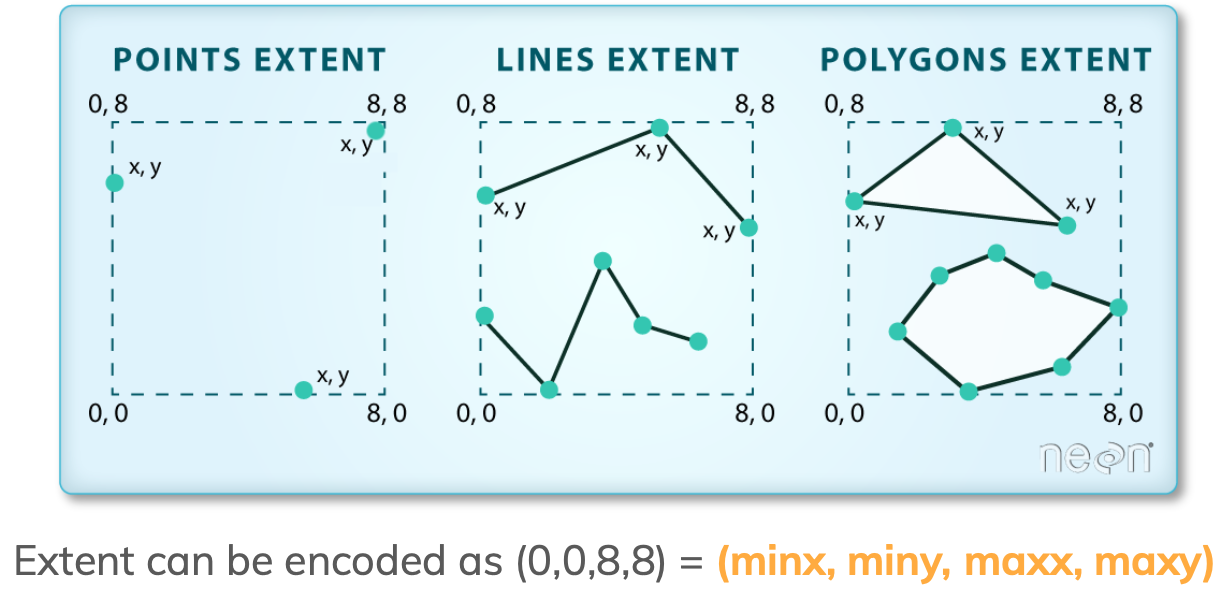 POINTS EXTENT
0, 8
8, 8
x, y
x, y
x, y
0, 0
8, 0
LINES EXTENT
0, 8
8, 8
x, y
x, y
x, y
0, 0
8, 0
POLYGONS EXTENT
0, 8
8, 8
x, y
x, y
x, y
0, 0
8, 0
neon
Extent can be encoded as (0,0,8,8) = (minx, miny, maxx, maxy)